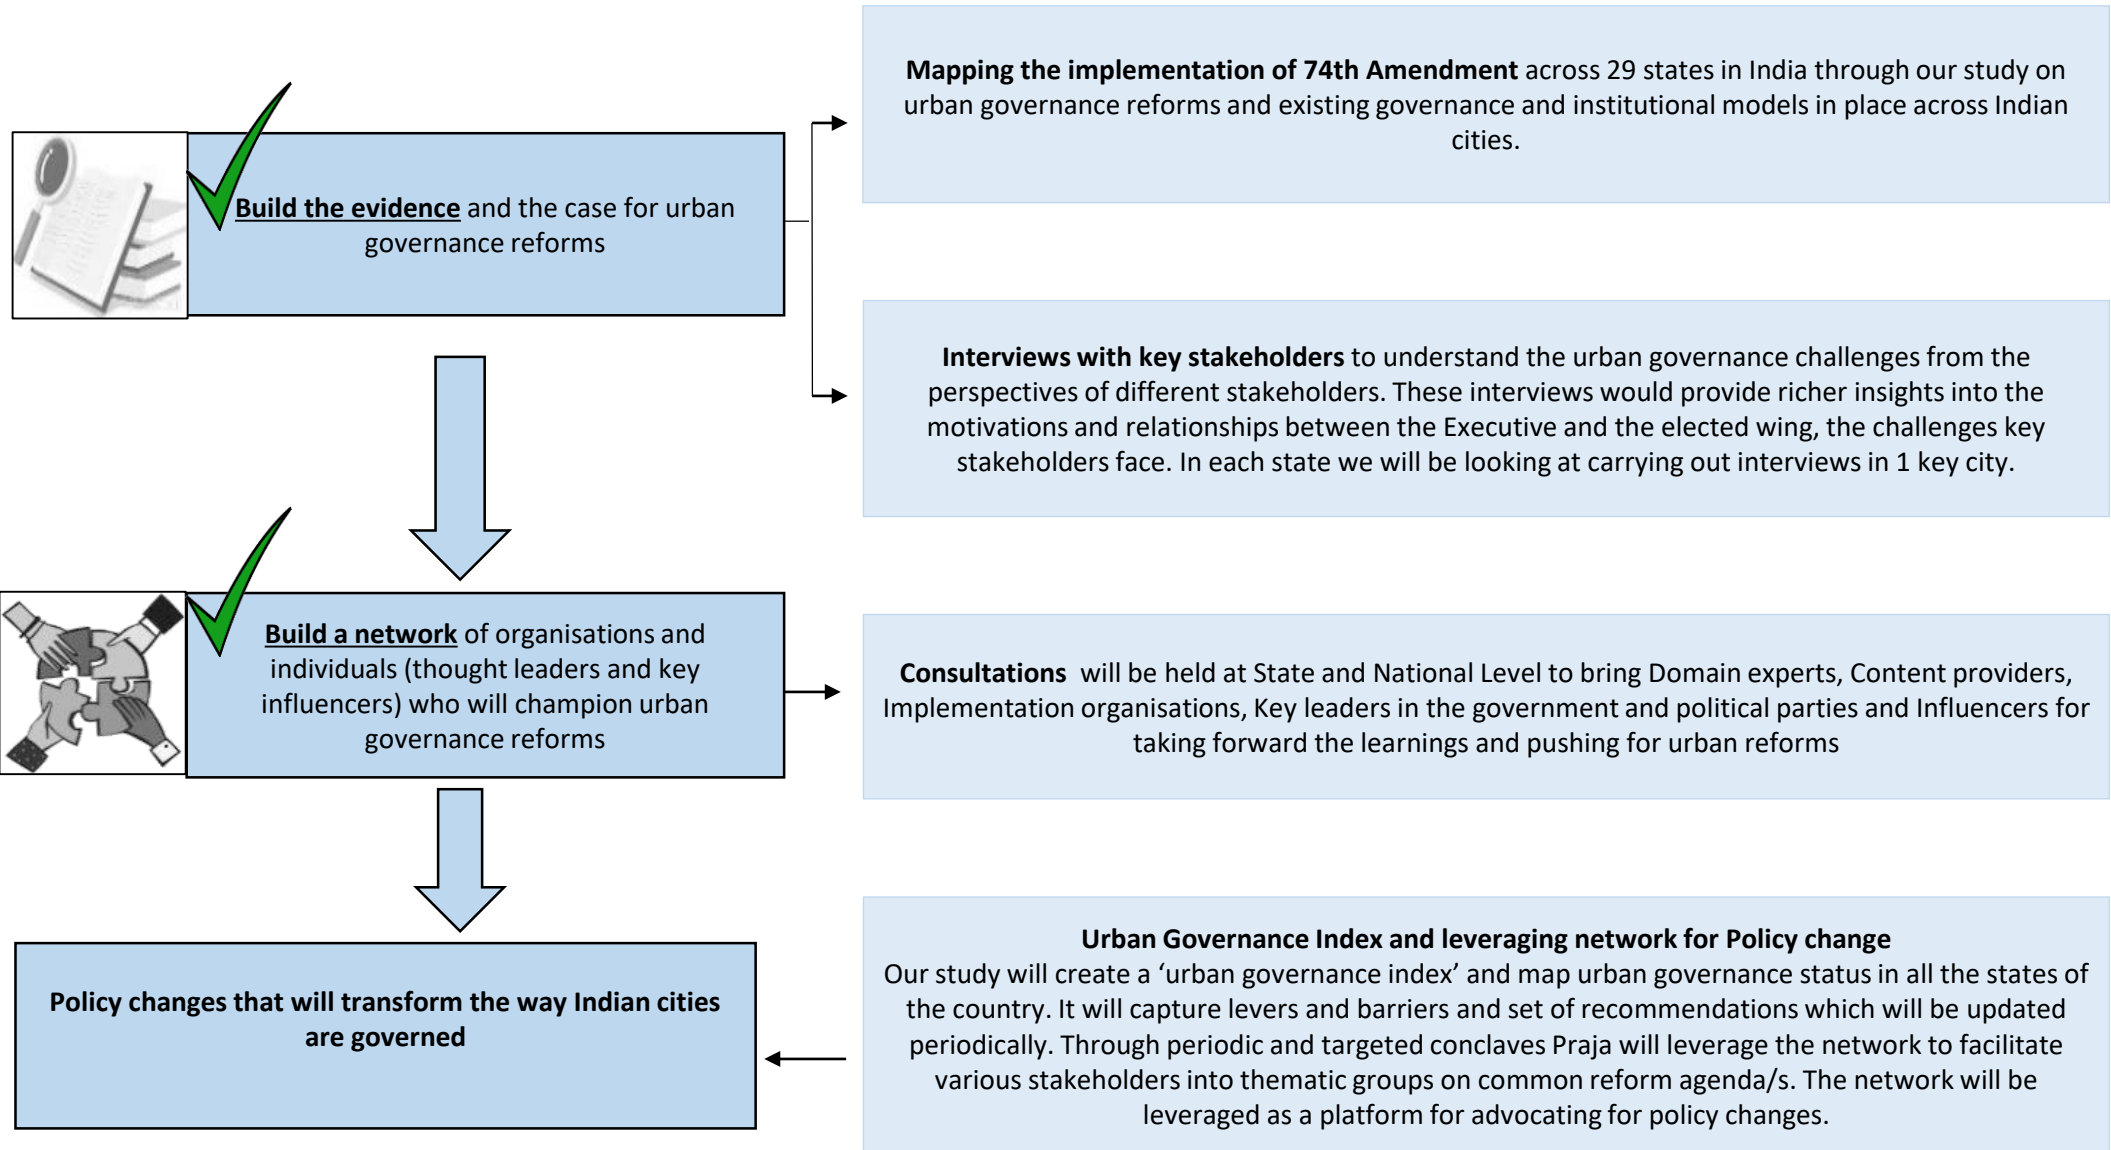 Mapping the implementation of 74th Amendment across 29 states in India through our study on
urban governance reforms and existing governance and institutional models in place across Indian
cities.
Build the evidence and the case for urban
governance reforms
Interviews with key stakeholders to understand the urban governance challenges from the
perspectives of different stakeholders. These interviews would provide richer insights into the
motivations and relationships between the Executive and the elected wing, the challenges key
stakeholders face. In each state we will be looking at carrying out interviews in 1 key city.
Build a network of organisations and
individuals (thought leaders and key
influencers) who will champion urban
governance reforms
Consultations will be held at State and National Level to bring Domain experts, Content providers,
Implementation organisations, Key leaders in the government and political parties and Influencers for
taking forward the learnings and pushing for urban reforms
Policy changes that will transform the way Indian cities
are governed
Urban Governance Index and leveraging network for Policy change
Our study will create a ‘urban governance index’ and map urban governance status in all the states of
the country. It will capture levers and barriers and set of recommendations which will be updated
periodically. Through periodic and targeted conclaves Praja will leverage the network to facilitate
various stakeholders into thematic groups on common reform agenda/s. The network will be
leveraged as a platform for advocating for policy changes.